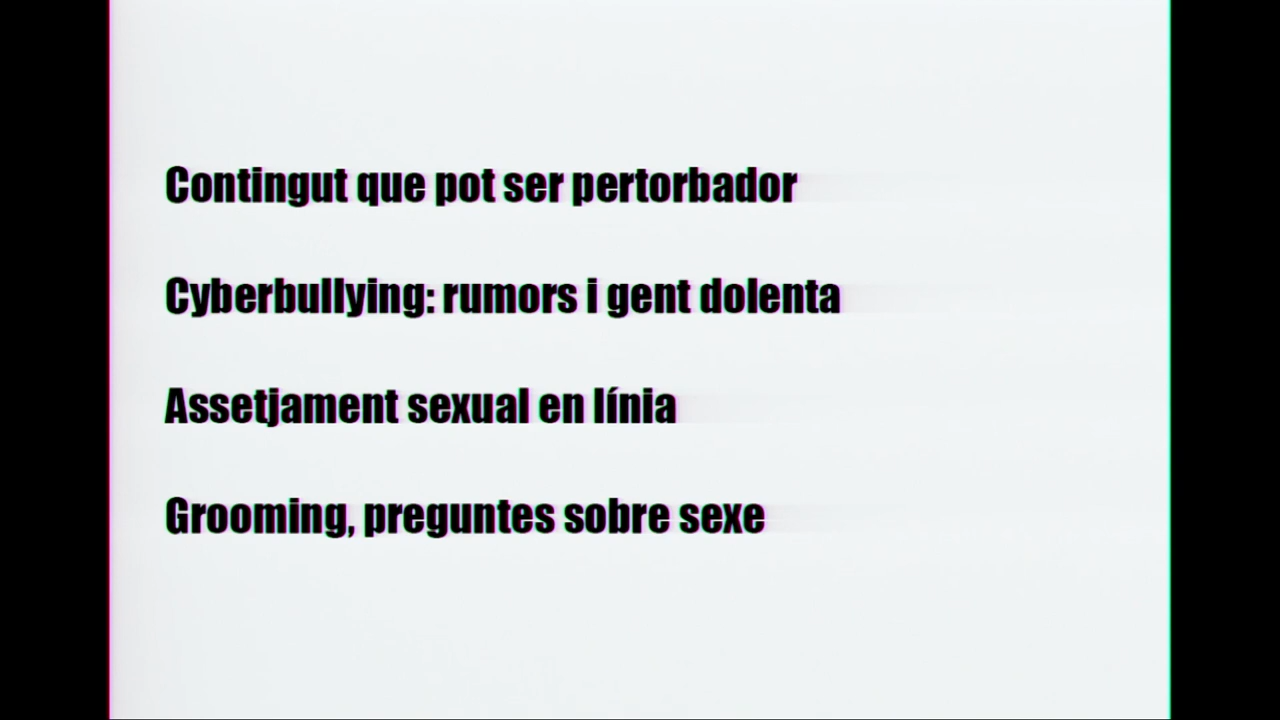 Contingut que pot ser pertorbador
Cyberbullying: rumors i gent dolenta
Assetjament sexual en línia
Grooming, preguntes sobre sexe